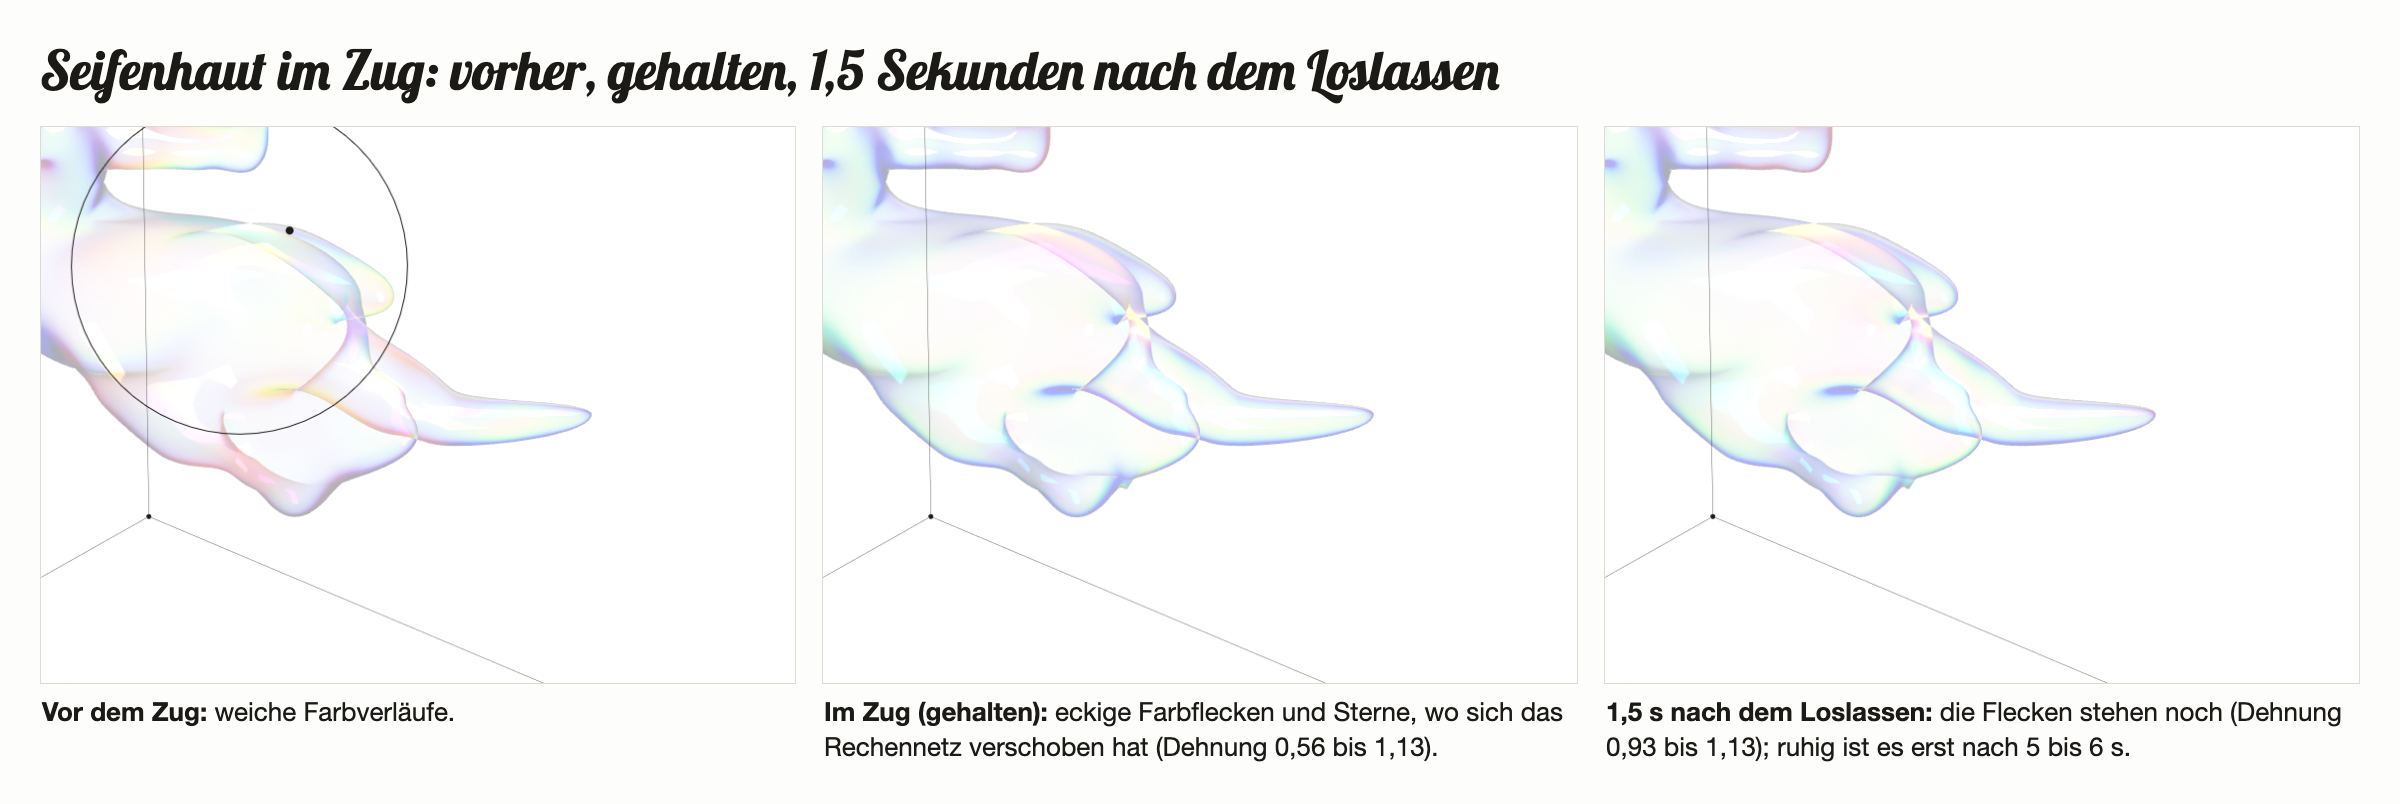 Seifenhaut im Zug: vorher, gehalten, 1,5 Sekunden nach dem Loslassen
Vor dem Zug: weiche Farbverläufe.
Im Zug (gehalten): eckige Farbflecken und Sterne, wo sich das
Rechennetz verschoben hat (Dehnung 0,56 bis 1,13).
1,5 s nach dem Loslassen: die Flecken stehen noch (Dehnung
0,93 bis 1,13); ruhig ist es erst nach 5 bis 6 s.